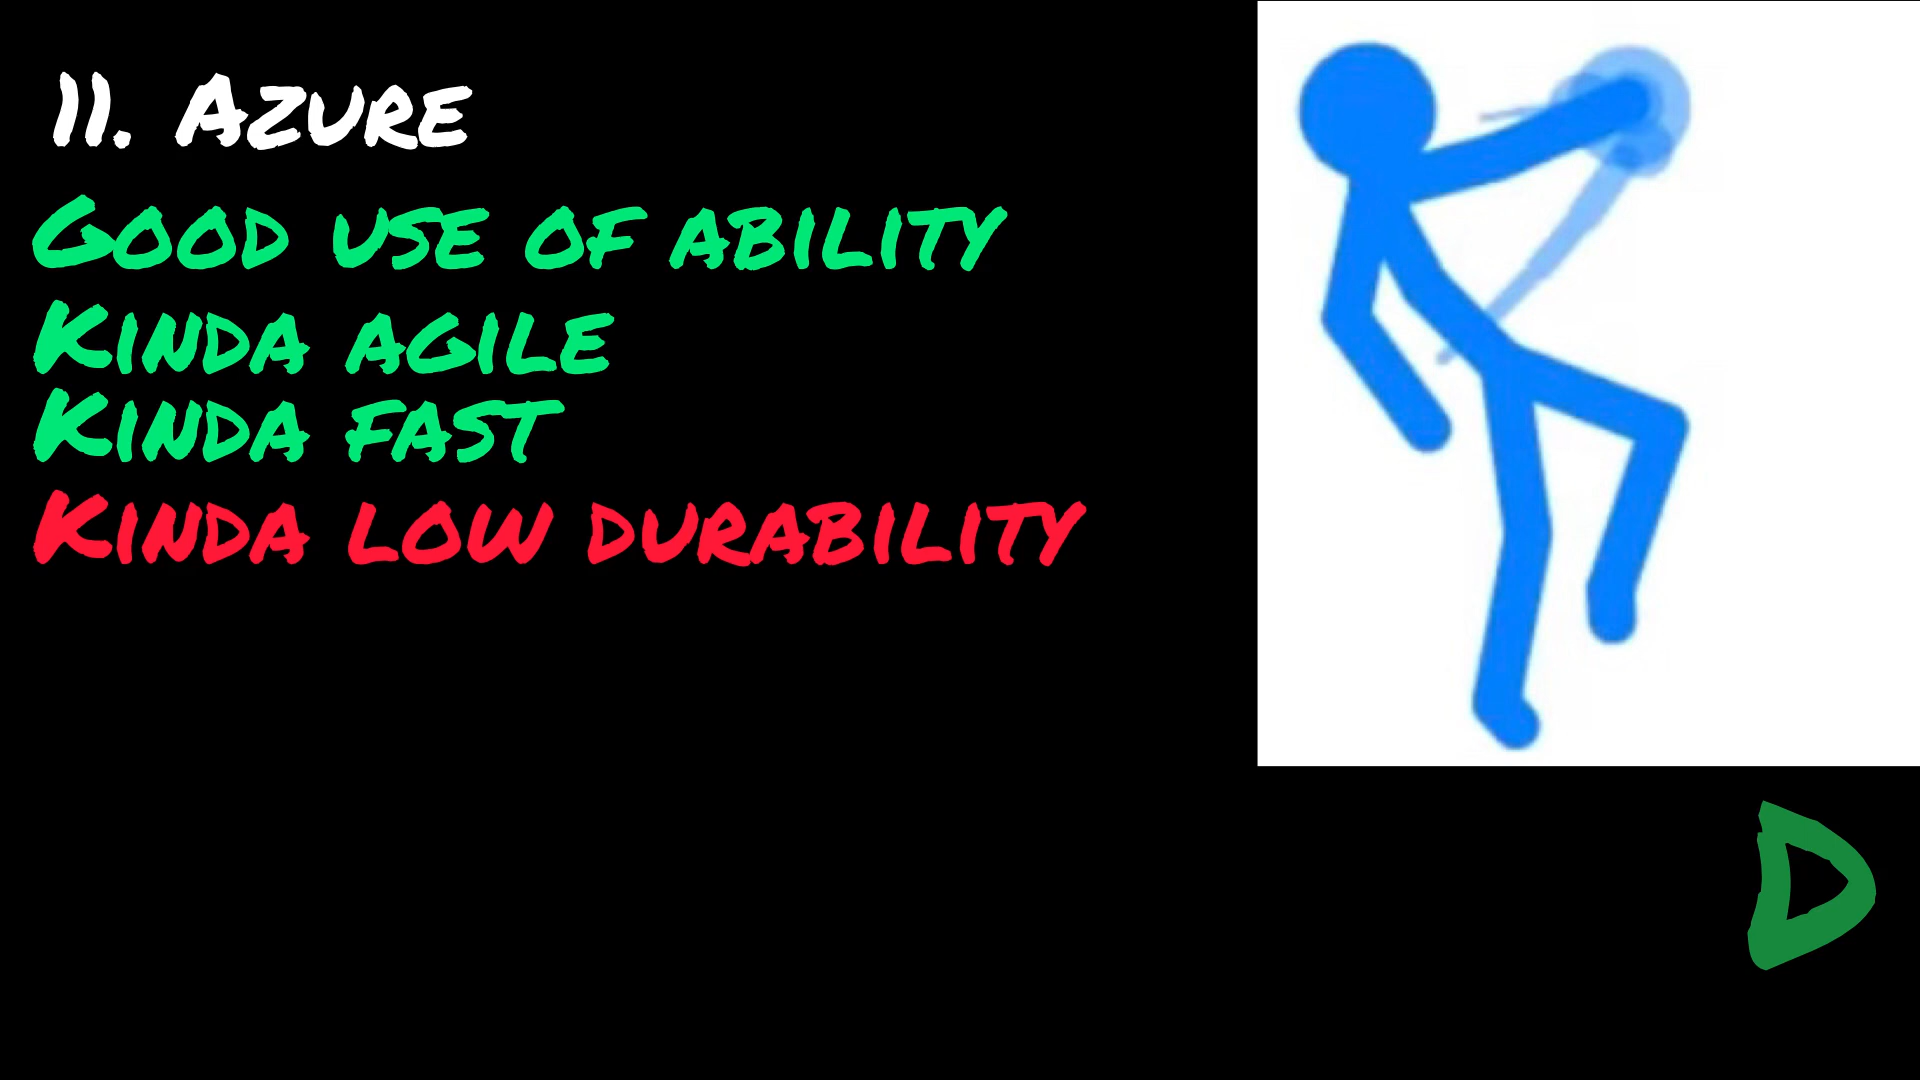 11. Azure
Good use of ability
Kinda agile
Kinda fast
Kinda low durability
D